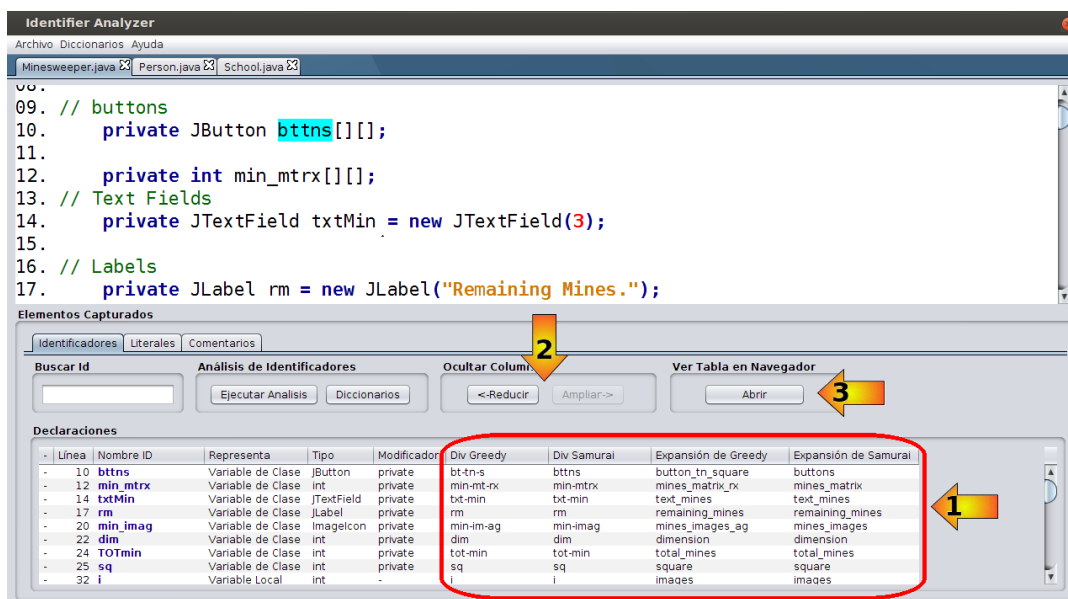 Identifier Analyzer
Archivo Diccionarios Ayuda
Minesweeper.java Person.java School.java
08.
09. // buttons
10. private JButton bttns[][];
11.
12. private int min_mtrx[][];
13. // Text Fields
14. private JTextField txtMin = new JTextField(3);
15.
16. // Labels
17. private JLabel rm = new JLabel("Remaining Mines.");
Elementos Capturados
Identificadores Literales Comentarios
2
Buscar Id Análisis de Identificadores Ocultar Colum Ver Tabla en Navegador
Ejecutar Analisis Diccionarios <-Reducir Ampliar-> Abrir 3
Declaraciones
- Línea Nombre ID Representa Tipo Modificador Div Greedy Div Samurai Expansión de Greedy Expansión de Samurai
- 10 bttns Variable de Clase JButton private bt-tn-s bttns button_tn_square buttons
- 12 min_mtrx Variable de Clase int private min-mt-rx min-mtrx mines_matrix_rx mines_matrix
- 14 txtMin Variable de Clase JTextField private txt-min txt-min text_mines text_mines
- 17 rm Variable de Clase JLabel private rm rm remaining_mines remaining_mines
1
- 20 min_imag Variable de Clase ImageIcon private min-im-ag min-imag mines_images_ag mines_images
- 22 dim Variable de Clase int private dim dim dimension dimension
- 24 TOTmin Variable de Clase int private tot-min tot-min total_mines total_mines
- 25 sq Variable de Clase int private sq sq square square
- 32 i Variable Local int - i i images images